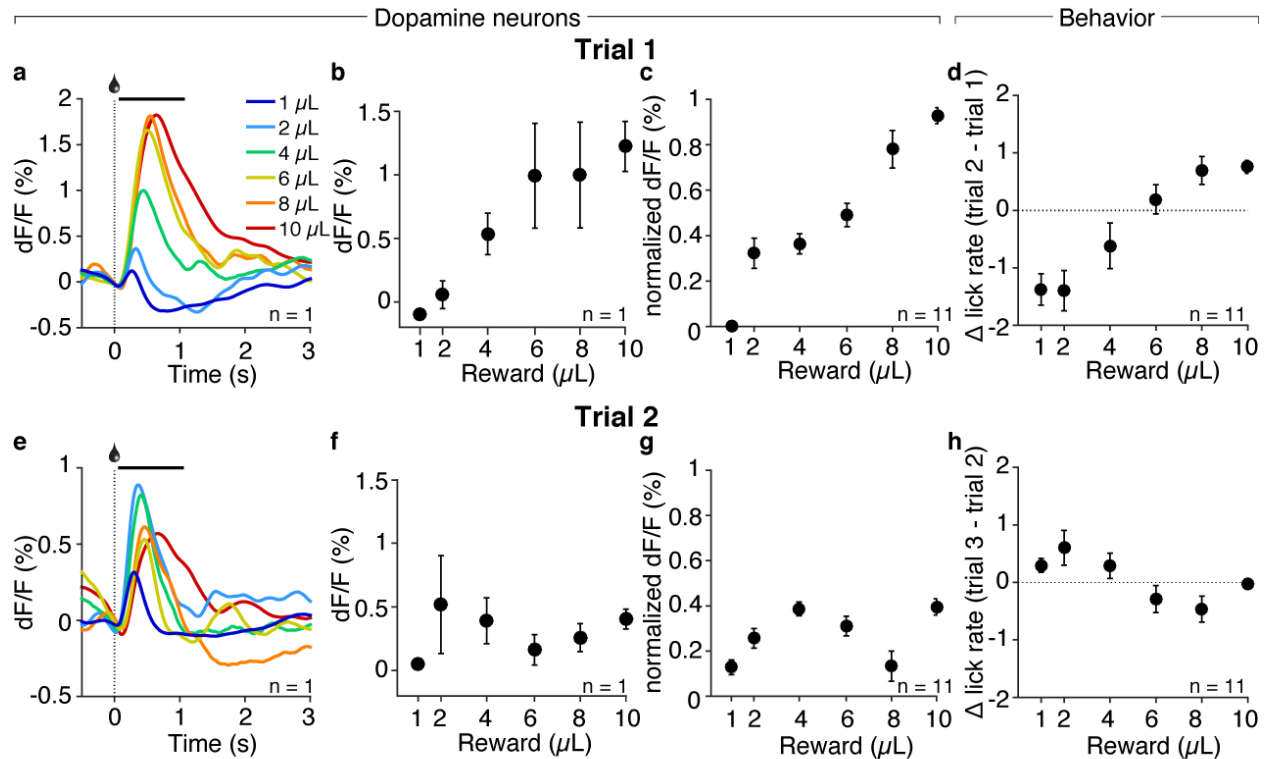 Dopamine neurons
Behavior
Trial 1
a
2
1.5
1
0.5
0
-0.5
dF/F (%)
0 1 2 3
Time (s)
1 µL
2 µL
4 µL
6 µL
8 µL
10 µL
n = 1
b
1.5
0.5
0
dF/F (%)
1 2 4 6 8 10
Reward (µL)
n = 1
c
1
0.8
0.6
0.4
0.2
0
normalized dF/F (%)
1 2 4 6 8 10
Reward (µL)
n = 11
d
2
1
0
-1
-2
Δ lick rate (trial 2 - trial 1)
1 2 4 6 8 10
Reward (µL)
n = 11
Trial 2
e
1
0.5
0
-0.5
dF/F (%)
0 1 2 3
Time (s)
n = 1
f
1.5
0.5
0
dF/F (%)
1 2 4 6 8 10
Reward (µL)
n = 1
g
1
0.8
0.6
0.4
0.2
0
normalized dF/F (%)
1 2 4 6 8 10
Reward (µL)
n = 11
h
2
1
0
-1
-2
Δ lick rate (trial 3 - trial 2)
1 2 4 6 8 10
Reward (µL)
n = 11